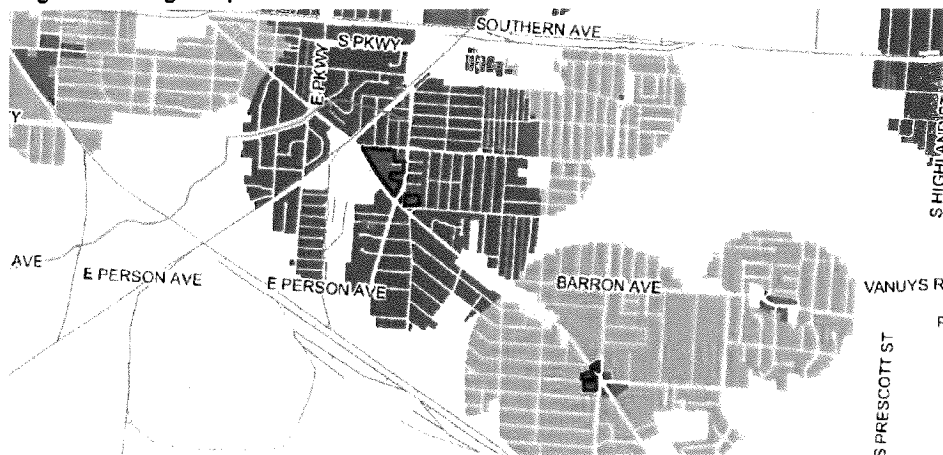 SOUTHERN AVE
S PKWY
E PKWY
AVE
E PERSON AVE
E PERSON AVE
BARRON AVE
VANUYS R
S PRESCOTT ST